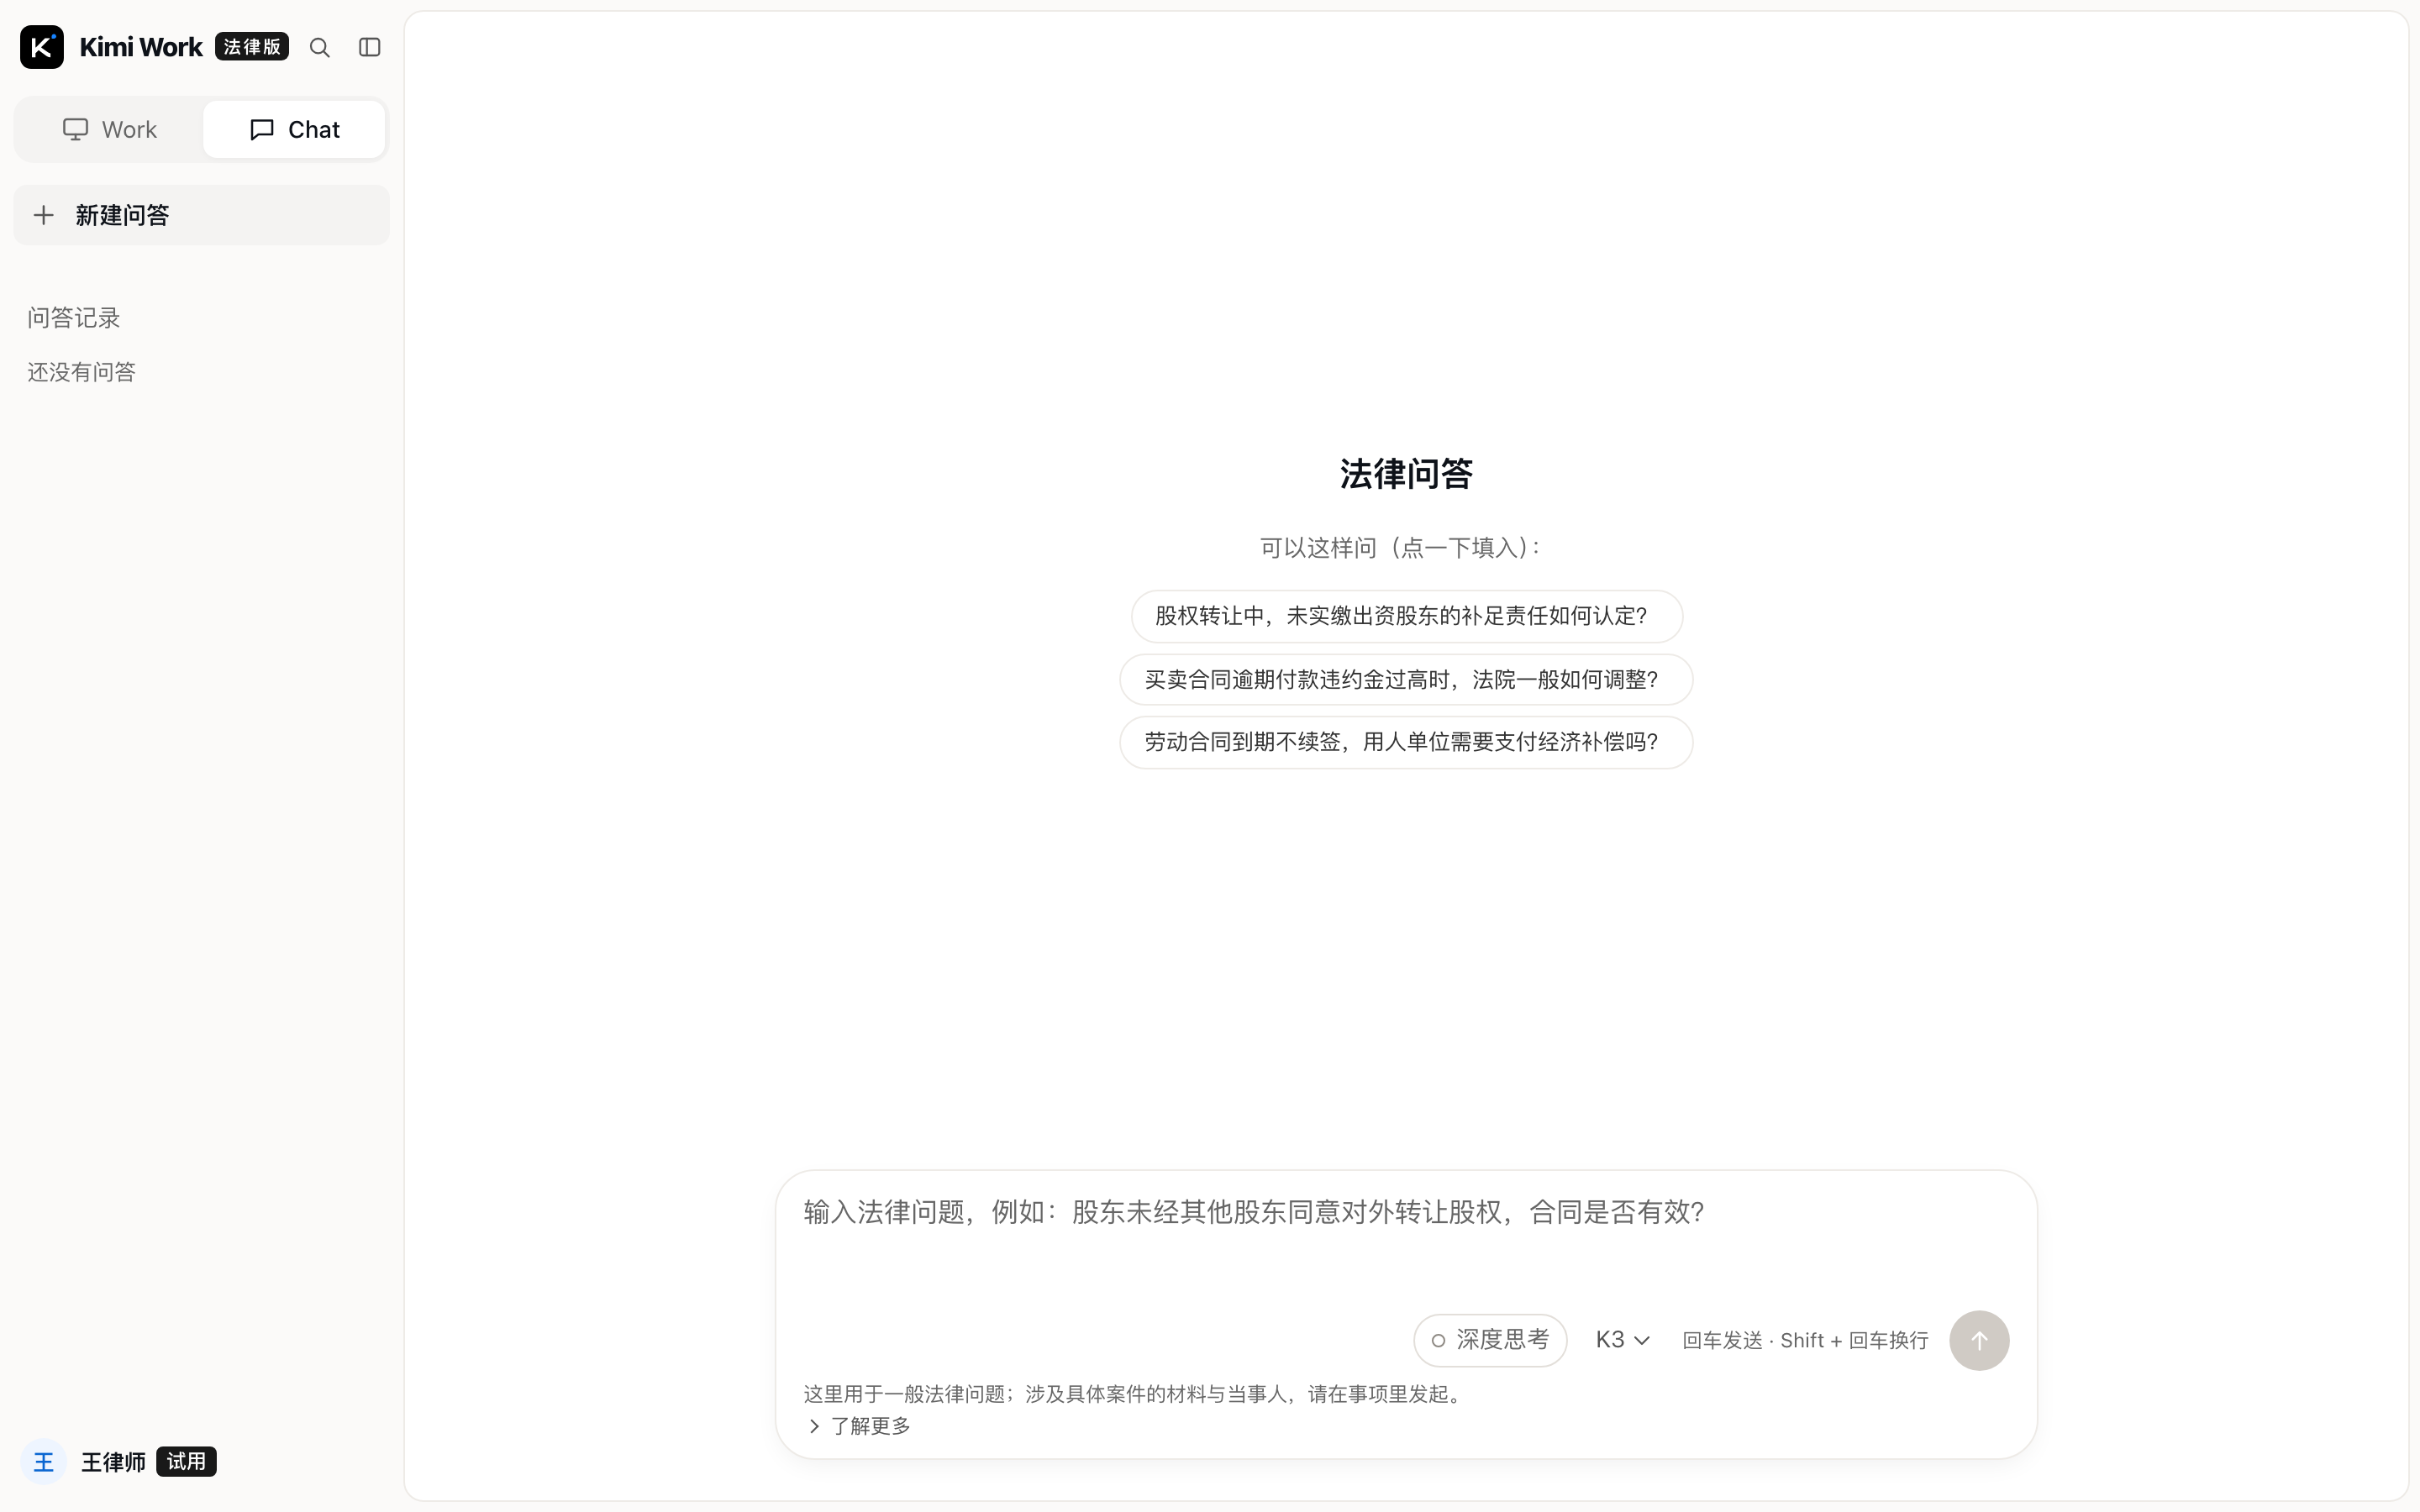 Kimi Work 法律版
Work
Chat
新建问答
问答记录
还没有问答
王 王律师 试用
法律问答
可以这样问（点一下填入）：
股权转让中，未实缴出资股东的补足责任如何认定？
买卖合同逾期付款违约金过高时，法院一般如何调整？
劳动合同到期不续签，用人单位需要支付经济补偿吗？
输入法律问题，例如：股东未经其他股东同意对外转让股权，合同是否有效？
深度思考 K3 回车发送 · Shift + 回车换行
这里用于一般法律问题；涉及具体案件的材料与当事人，请在事项里发起。
了解更多